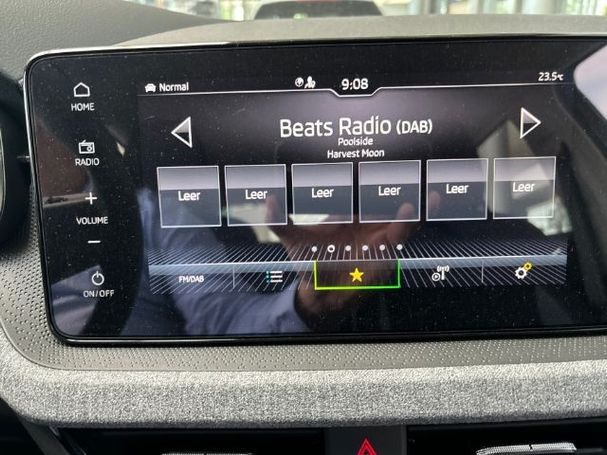 Normal
9:08
23.5°C
HOME
RADIO
VOLUME
ON/OFF
Beats Radio (DAB)
Poolside
Harvest Moon
Leer Leer Leer Leer Leer Leer
FM/DAB